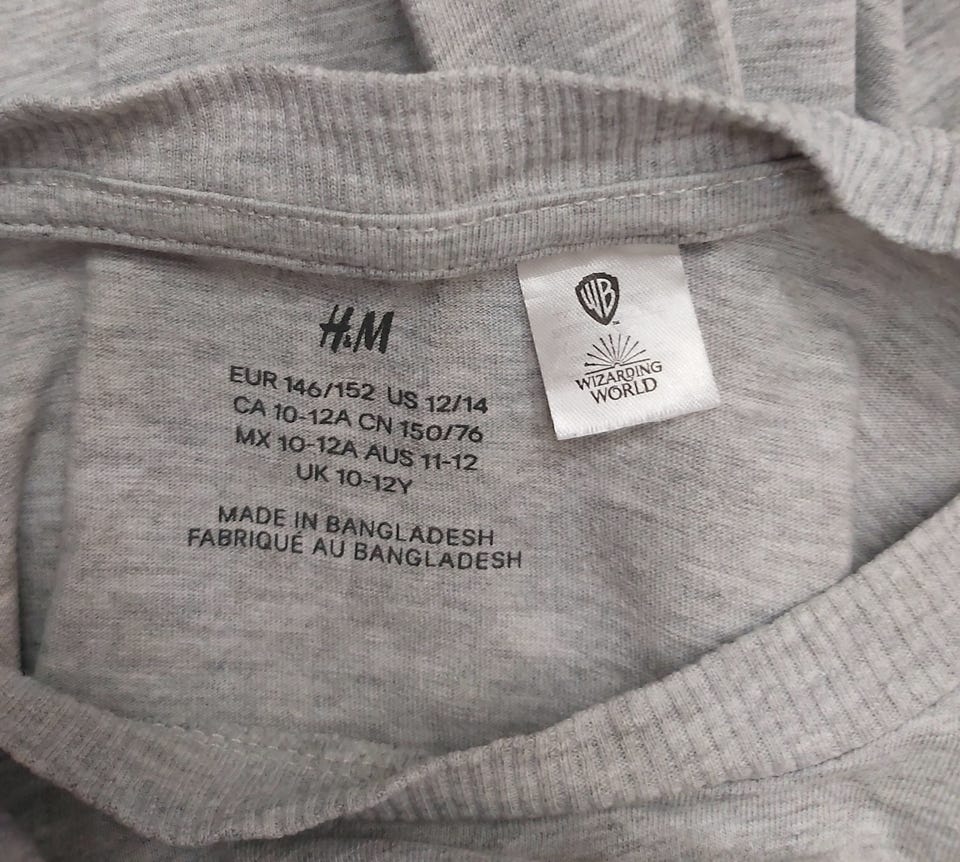 H&M
EUR 146/152 US 12/14
CA 10-12A CN 150/76
MX 10-12A AUS 11-12
UK 10-12Y
MADE IN BANGLADESH
FABRIQUÉ AU BANGLADESH
WB
TM
WIZARDING
WORLD